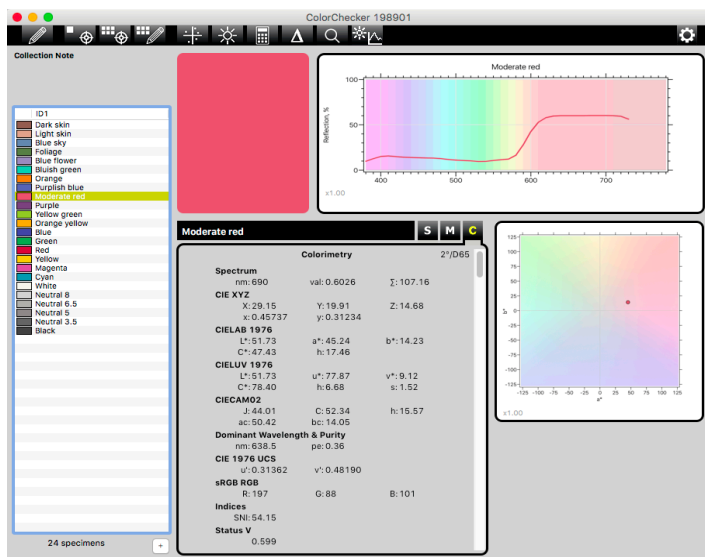 ColorChecker 198901
Collection Note
ID1
Dark skin
Light skin
Blue sky
Foliage
Blue flower
Bluish green
Orange
Purplish blue
Moderate red
Purple
Yellow green
Orange yellow
Blue
Green
Red
Yellow
Magenta
Cyan
White
Neutral 8
Neutral 6.5
Neutral 5
Neutral 3.5
Black
24 specimens
+
Moderate red
100
50
0
Reflection, %
400 500 600 700
x1.00
Moderate red S M C
Colorimetry 2°/D65
Spectrum
nm: 690 val: 0.6026 Σ: 107.16
CIE XYZ
X: 29.15 Y: 19.91 Z: 14.68
x: 0.45737 y: 0.31234
CIELAB 1976
L*: 51.73 a*: 45.24 b*: 14.23
C*: 47.43 h: 17.46
CIELUV 1976
L*: 51.73 u*: 77.87 v*: 9.12
C*: 78.40 h: 6.68 s: 1.52
CIECAM02
J: 44.01 C: 52.34 h: 15.57
ac: 50.42 bc: 14.05
Dominant Wavelength & Purity
nm: 638.5 pe: 0.36
CIE 1976 UCS
u': 0.31362 v': 0.48190
sRGB RGB
R: 197 G: 88 B: 101
Indices
SNI: 54.15
Status V
0.599
125
100
75
50
25
0
-25
-50
-75
-100
-125
b*
-125 -100 -75 -50 -25 0 25 50 75 100 125
a*
x1.00